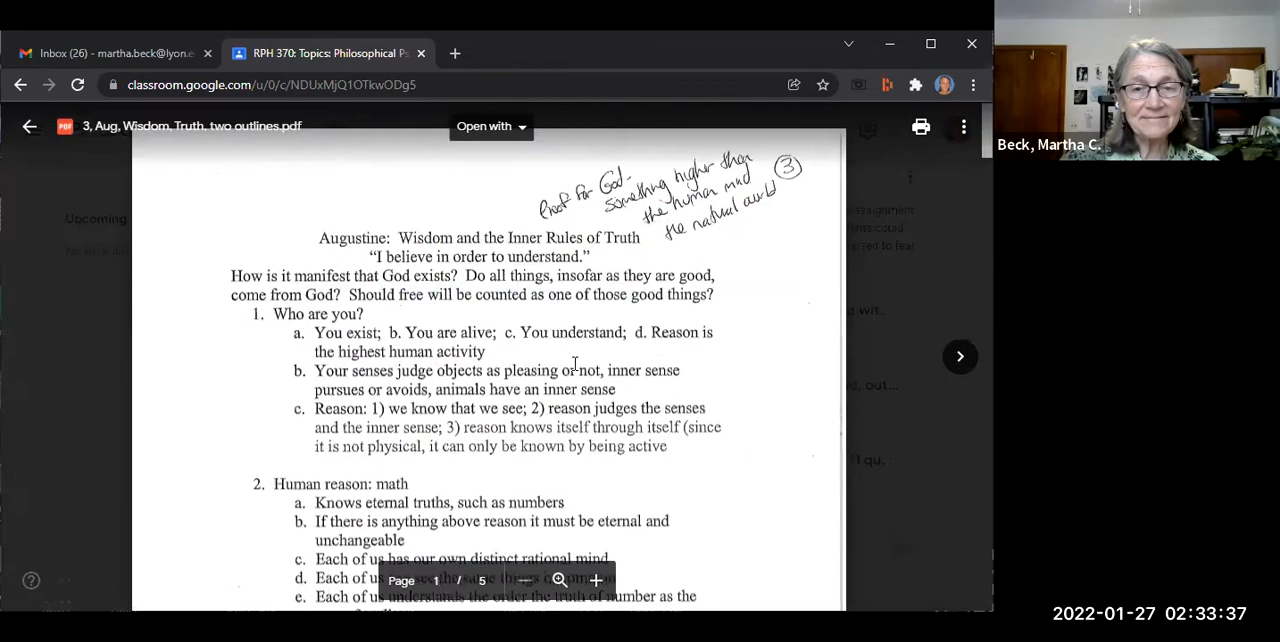 Inbox (26) - martha.beck@lyon.e
RPH 370: Topics: Philosophical Ps
classroom.google.com/u/0/c/NDUxMjQ1OTkwODg5
3, Aug, Wisdom, Truth, two outlines.pdf
Open with
Beck, Martha C.
Proof for God -
something higher than
the human mind
the natural world
3
Upcoming
Augustine: Wisdom and the Inner Rules of Truth
"I believe in order to understand."
How is it manifest that God exists? Do all things, insofar as they are good,
come from God? Should free will be counted as one of those good things?
1. Who are you?
a. You exist; b. You are alive; c. You understand; d. Reason is
the highest human activity
b. Your senses judge objects as pleasing or not, inner sense
pursues or avoids, animals have an inner sense
c. Reason: 1) we know that we see; 2) reason judges the senses
and the inner sense; 3) reason knows itself through itself (since
it is not physical, it can only be known by being active
2. Human reason: math
a. Knows eternal truths, such as numbers
b. If there is anything above reason it must be eternal and
unchangeable
c. Each of us has our own distinct rational mind
d. Each of us see the same things
e. Each of us understands the order the truth of number as the
Page 1 / 5
2022-01-27 02:33:37